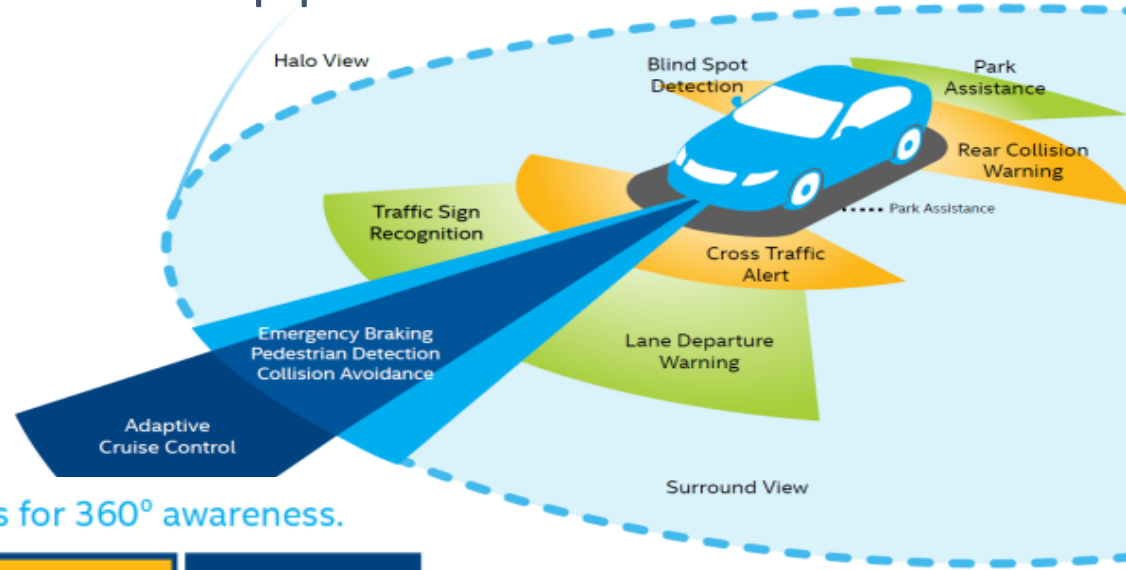 Halo View
Blind Spot
Detection
Park
Assistance
Rear Collision
Warning
Park Assistance
Traffic Sign
Recognition
Cross Traffic
Alert
Emergency Braking
Pedestrian Detection
Collision Avoidance
Lane Departure
Warning
Adaptive
Cruise Control
Surround View
s for 360° awareness.